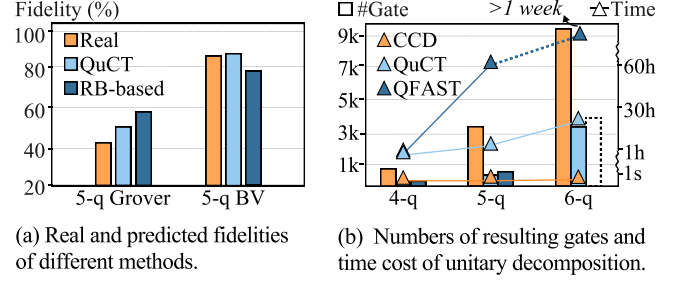 Fidelity (%)
100
80
60
40
20
Real
QuCT
RB-based
5-q Grover
5-q BV
(a) Real and predicted fidelities
of different methods.
#Gate
>1 week
Time
9k
7k
5k
3k
1k
CCD
QuCT
QFAST
60h
30h
1h
1s
4-q
5-q
6-q
(b) Numbers of resulting gates and
time cost of unitary decomposition.